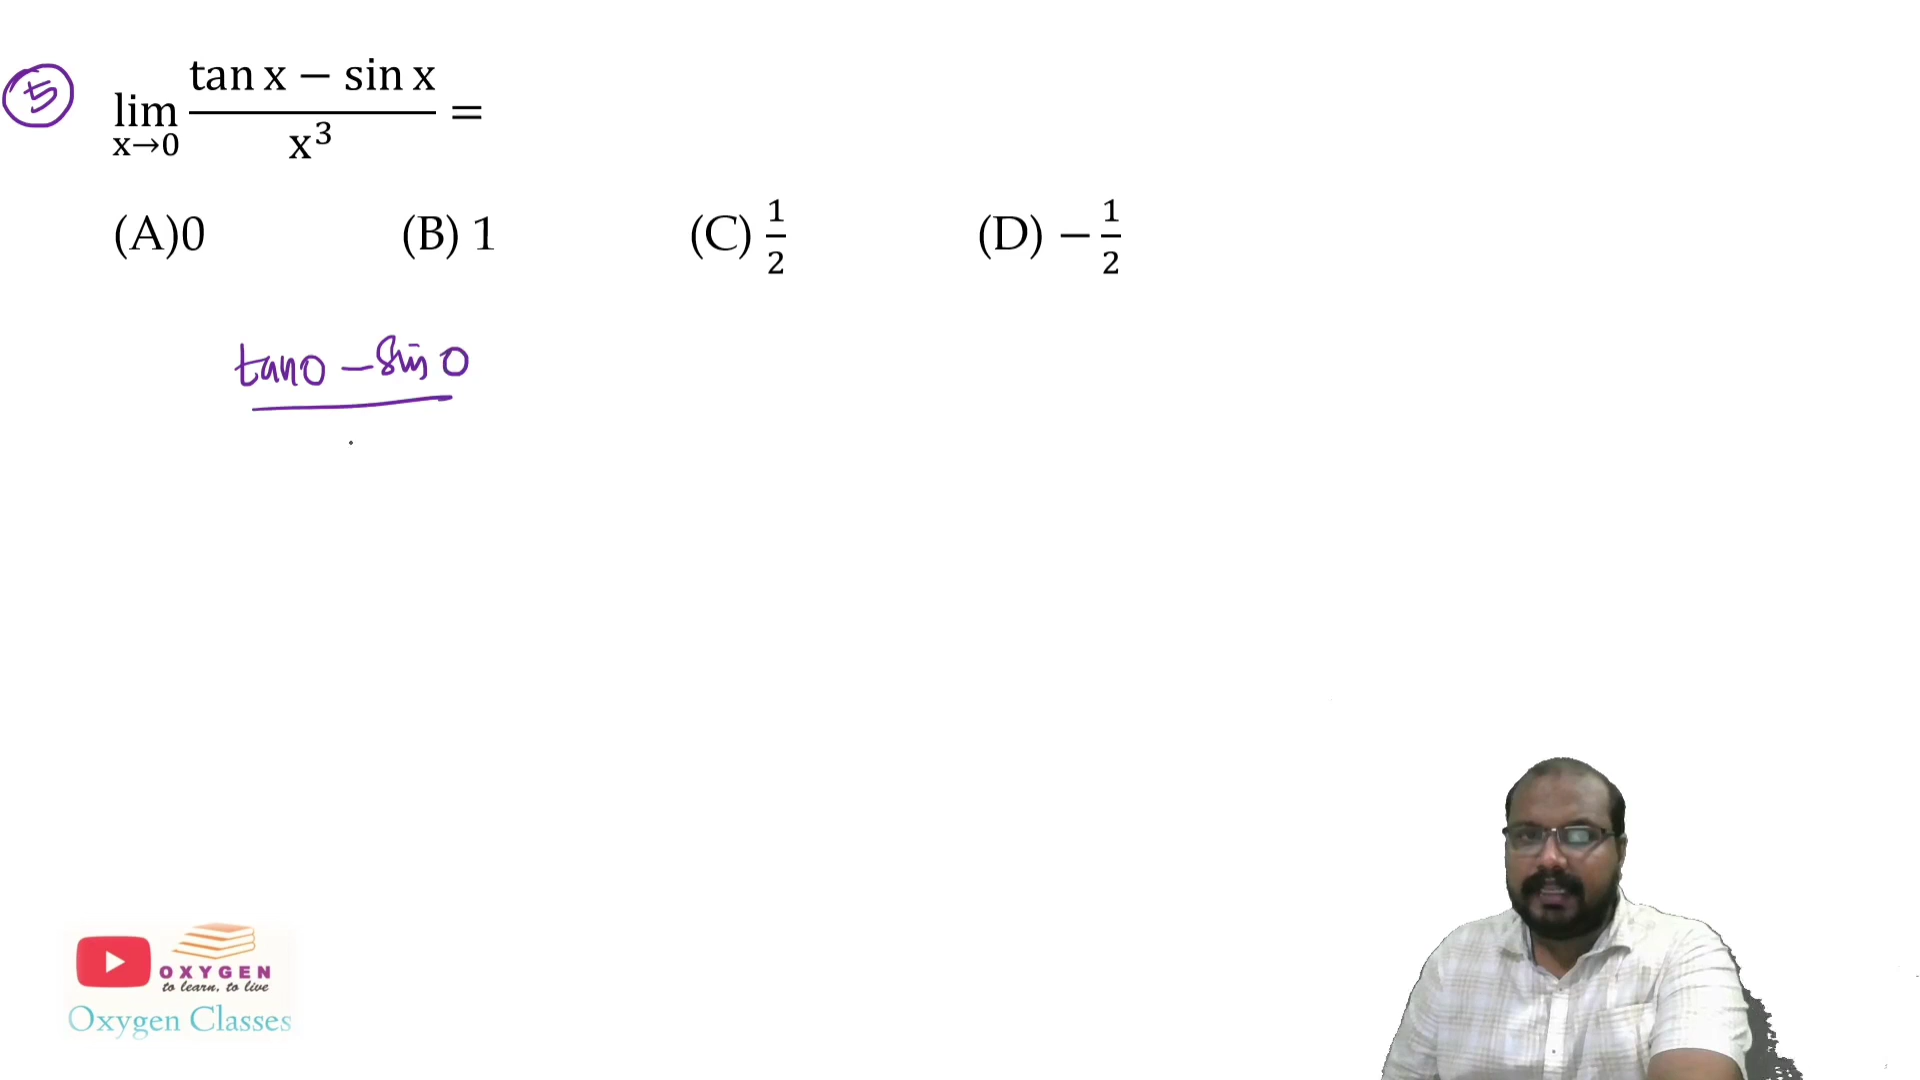 5
lim x→0 (tan x − sin x)/x³ =
(A)0 (B) 1 (C) 1/2 (D) −1/2
tan0 − sin 0
OXYGEN
to learn, to live
Oxygen Classes